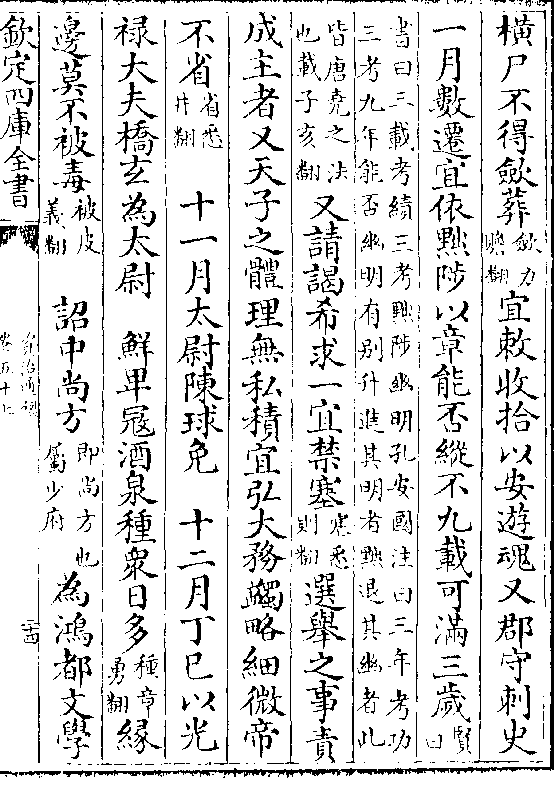 橫尸不得歛葬歛力贍翻宜敕收拾以安遊魂又郡守刺史
一月數遷宜依黜陟以章能否縱不九載可滿三歲賢曰
書曰三載考績三考黜陟幽明孔安國注曰三年考功
三考九年能否幽明有别升進其明者黜退其幽者此
皆唐堯之法也載子亥翻又請謁希求一宜禁塞塞悉則翻選舉之事責
成主者又天子之體理無私積宜弘大務蠲略細微帝
不省省悉井翻十一月太尉陳球免十二月丁巳以光
禄大夫橋玄為太尉鮮卑寇酒泉種衆日多種章勇翻緣
邊莫不被毒被皮義翻詔中尚方即尚方也屬少府為鴻都文學
欽定四庫全書
資治通鑑
卷五十七